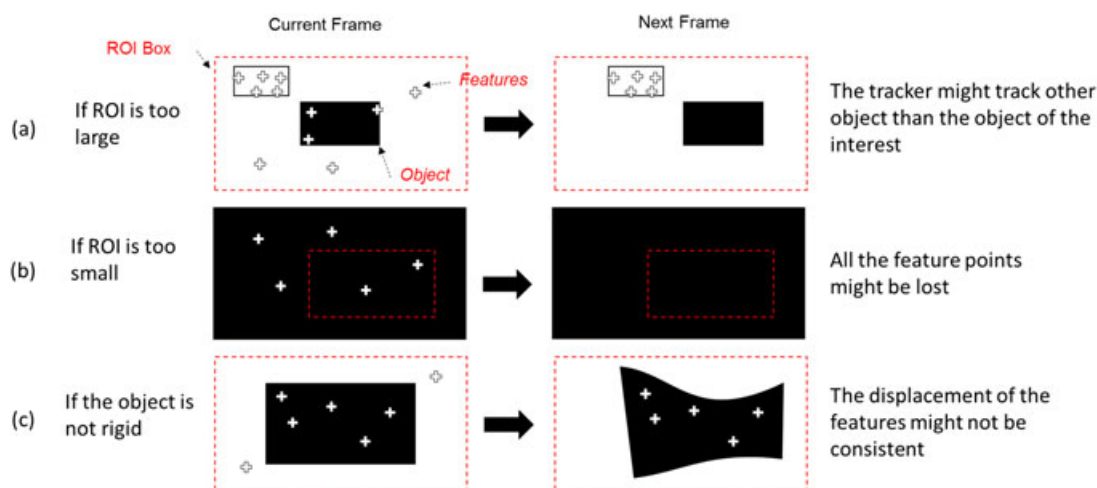 Current Frame
Next Frame
ROI Box
Features
Object
(a)
If ROI is too
large
The tracker might track other
object than the object of the
interest
(b)
If ROI is too
small
All the feature points
might be lost
(c)
If the object is
not rigid
The displacement of the
features might not be
consistent